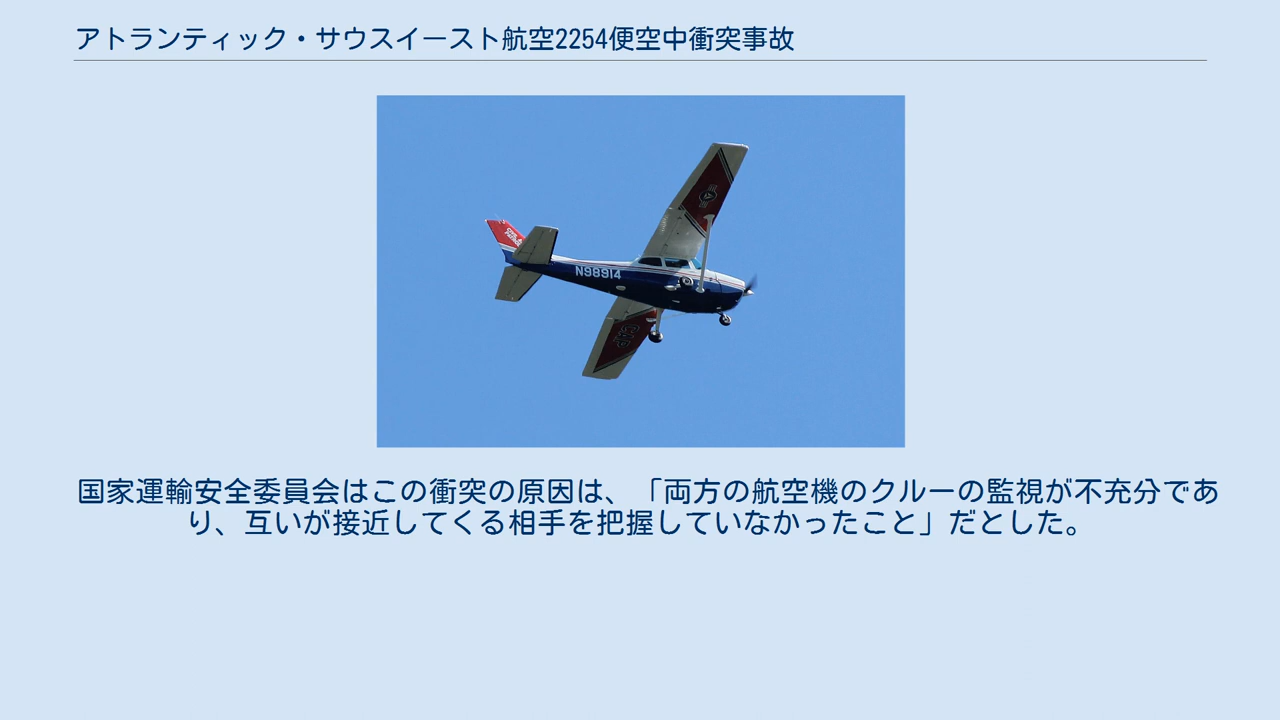 アトランティック・サウスイースト航空2254便空中衝突事故
N98914
CAP
国家運輸安全委員会はこの衝突の原因は、「両方の航空機のクルーの監視が不充分であ
り、互いが接近してくる相手を把握していなかったこと」だとした。